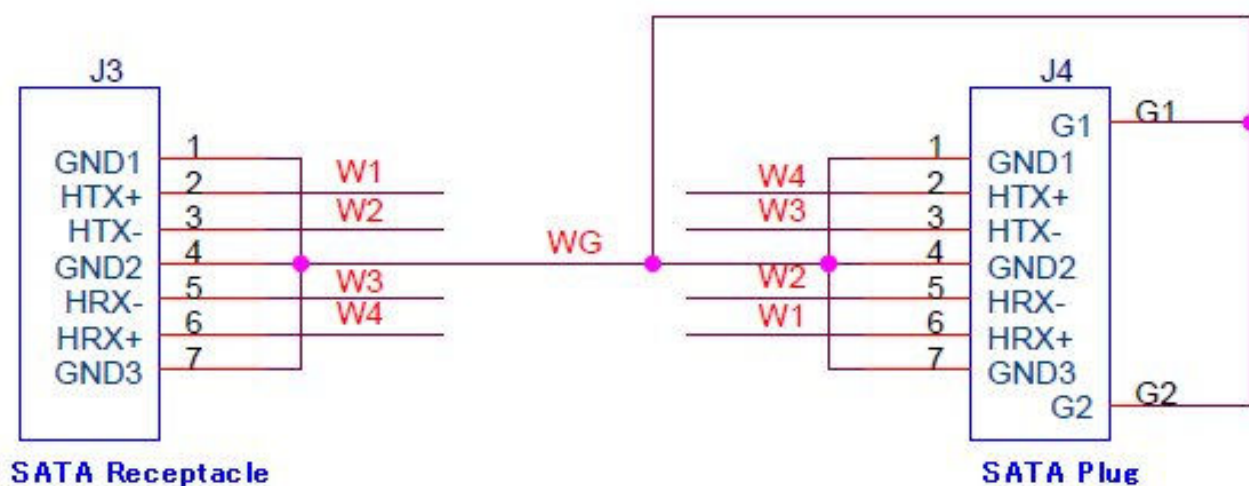 J3
GND1 1
HTX+ 2 W1
HTX- 3 W2
GND2 4
HRX- 5 W3
HRX+ 6 W4
GND3 7
SATA Receptacle
WG
J4
G1 G1
1 GND1
W4 2 HTX+
W3 3 HTX-
4 GND2
W2 5 HRX-
W1 6 HRX+
7 GND3
G2 G2
SATA Plug